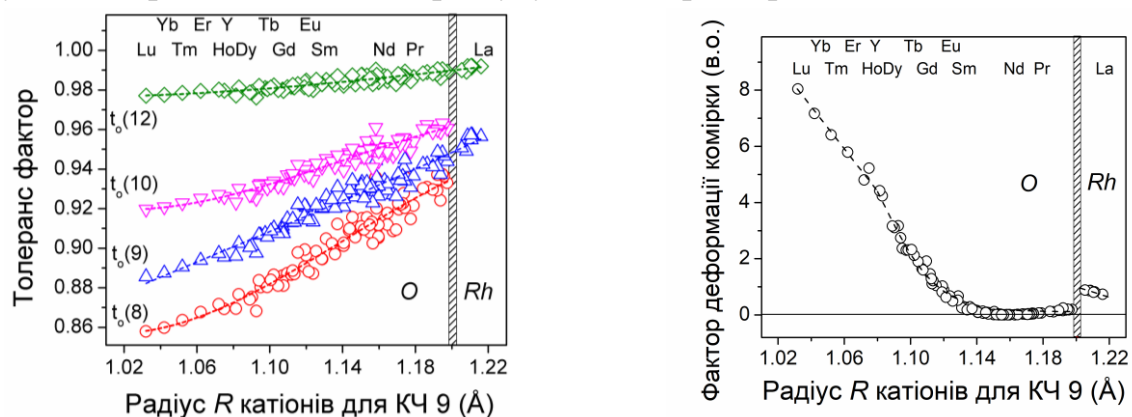 Yb Er Y Tb Eu
Lu Tm HoDy Gd Sm Nd Pr La
1.00
0.98
0.96
0.94
0.92
0.90
0.88
0.86
Толеранс фактор
t₀(12)
t₀(10)
t₀(9)
t₀(8)
O Rh
1.02 1.06 1.10 1.14 1.18 1.22
Радіус R катіонів для КЧ 9 (Å)
Yb Er Y Tb Eu
Lu Tm HoDy Gd Sm Nd Pr La
8
6
4
2
0
Фактор деформації комірки (в.о.)
O Rh
1.02 1.06 1.10 1.14 1.18 1.22
Радіус R катіонів для КЧ 9 (Å)